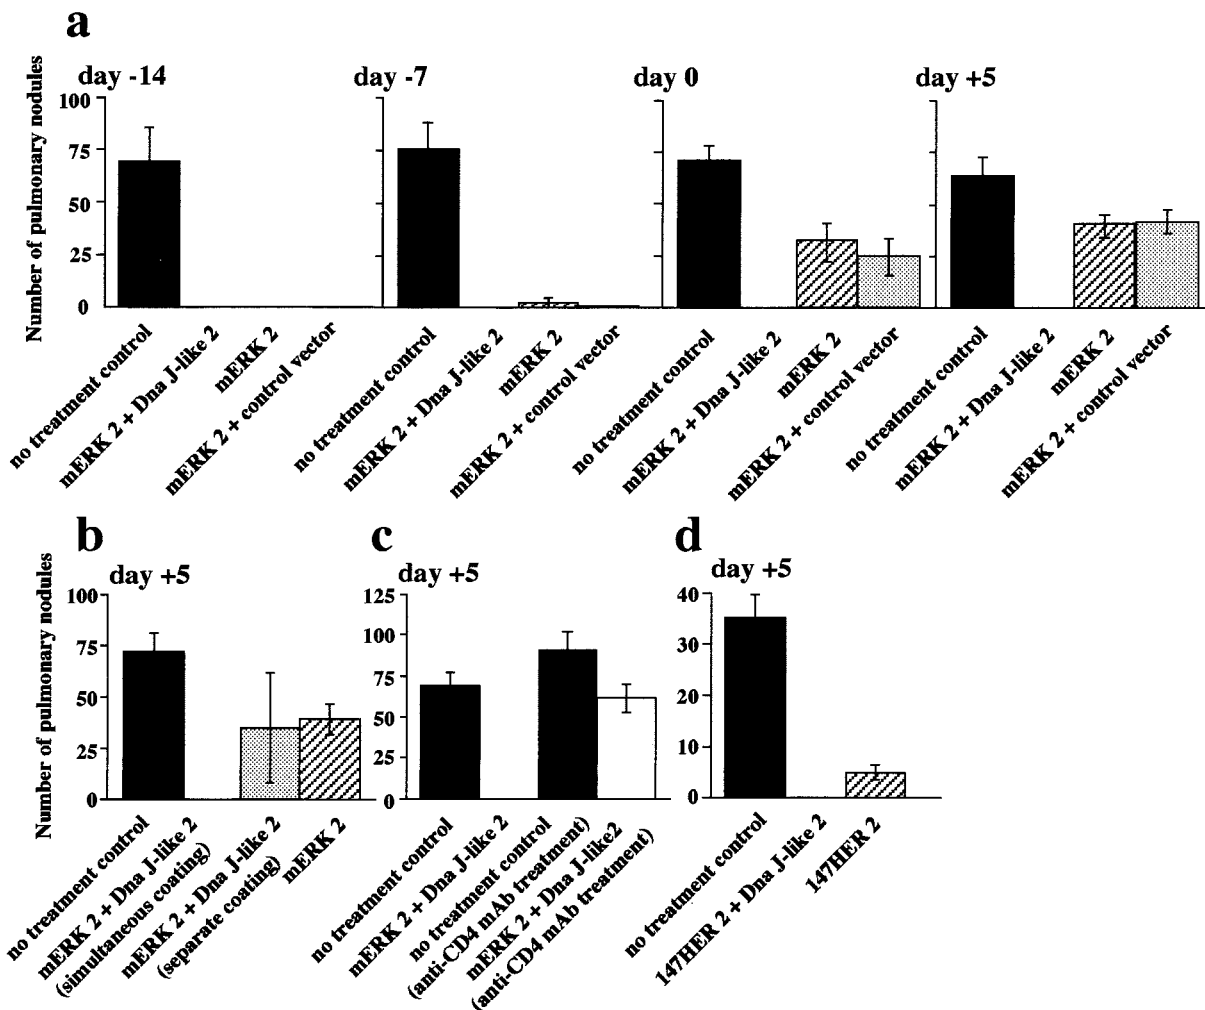 a
day -14
day -7
day 0
day +5
Number of pulmonary nodules
100
75
50
25
0
no treatment control
mERK 2 + Dna J-like 2
mERK 2
mERK 2 + control vector
no treatment control
mERK 2 + Dna J-like 2
mERK 2
mERK 2 + control vector
no treatment control
mERK 2 + Dna J-like 2
mERK 2
mERK 2 + control vector
no treatment control
mERK 2 + Dna J-like 2
mERK 2
mERK 2 + control vector
b
day +5
Number of pulmonary nodules
100
75
50
25
0
no treatment control
mERK 2 + Dna J-like 2
(simultaneous coating)
mERK 2 + Dna J-like 2
(separate coating)
mERK 2
c
day +5
125
100
75
50
25
0
no treatment control
mERK 2 + Dna J-like 2
no treatment control
(anti-CD4 mAb treatment)
mERK 2 + Dna J-like2
(anti-CD4 mAb treatment)
d
day +5
40
30
20
10
0
no treatment control
147HER 2 + Dna J-like 2
147HER 2